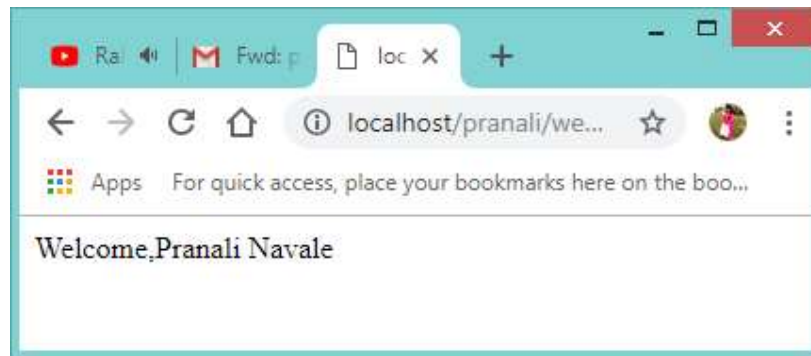 Ra Fwd: p loc
localhost/pranali/we...
Apps For quick access, place your bookmarks here on the boo...
Welcome,Pranali Navale